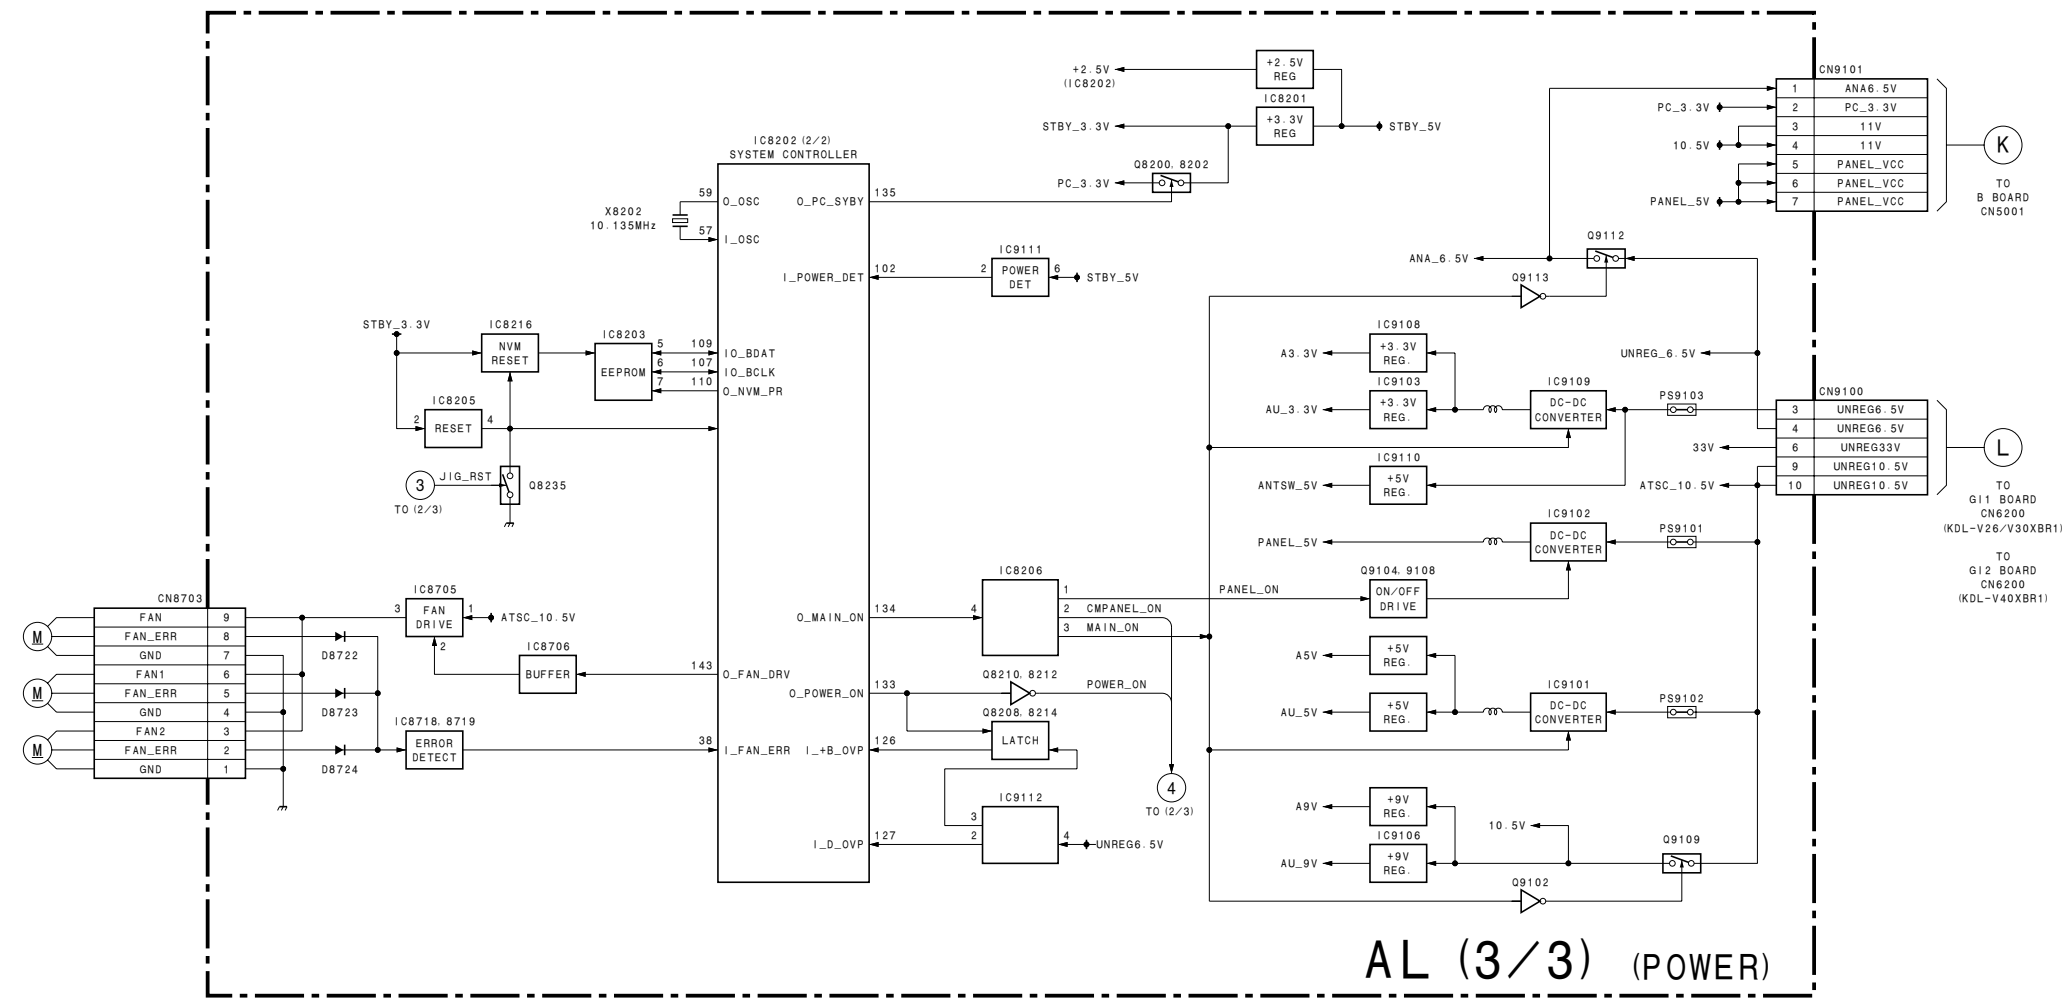 +2.5V
(IC8202)
+2.5V
REG
IC8201
+3.3V
REG
STBY_3.3V
STBY_5V
Q8200, 8202
PC_3.3V
IC8202 (2/2)
SYSTEM CONTROLLER
X8202
10.135MHz
59
O_OSC
57
I_OSC
O_PC_SYBY
135
I_POWER_DET
102
IC9111
2
POWER
DET
6
STBY_5V
STBY_3.3V
IC8216
NVM
RESET
IC8203
EEPROM
5
109
IO_BDAT
6
107
IO_BCLK
7
110
O_NVM_PR
IC8205
2
RESET
4
3
JIG_RST
TO (2/3)
Q8235
CN8703
FAN
9
FAN_ERR
8
GND
7
FAN1
6
FAN_ERR
5
GND
4
FAN2
3
FAN_ERR
2
GND
1
M
M
M
D8722
D8723
D8724
IC8705
3
FAN
DRIVE
1
ATSC_10.5V
2
IC8706
BUFFER
143
O_FAN_DRV
IC8718, 8719
ERROR
DETECT
38
I_FAN_ERR
O_MAIN_ON
134
O_POWER_ON
133
I_+B_OVP
126
I_D_OVP
127
IC8206
4
1
PANEL_ON
2
CMPANEL_ON
3
MAIN_ON
Q8210, 8212
POWER_ON
Q8208, 8214
LATCH
IC9112
3
2
4
UNREG6.5V
4
TO (2/3)
CN9101
1
ANA6.5V
2
PC_3.3V
3
11V
4
11V
5
PANEL_VCC
6
PANEL_VCC
7
PANEL_VCC
PC_3.3V
10.5V
PANEL_5V
K
TO
B BOARD
CN5001
ANA_6.5V
Q9112
Q9113
IC9108
A3.3V
+3.3V
REG.
UNREG_6.5V
IC9103
AU_3.3V
+3.3V
REG.
IC9109
DC-DC
CONVERTER
PS9103
CN9100
3
UNREG6.5V
4
UNREG6.5V
6
UNREG33V
9
UNREG10.5V
10
UNREG10.5V
33V
ATSC_10.5V
L
TO
GI1 BOARD
CN6200
(KDL-V26/V30XBR1)
TO
GI2 BOARD
CN6200
(KDL-V40XBR1)
IC9110
ANTSW_5V
+5V
REG.
IC9102
PANEL_5V
DC-DC
CONVERTER
PS9101
Q9104, 9108
ON/OFF
DRIVE
A5V
+5V
REG.
AU_5V
+5V
REG.
IC9101
DC-DC
CONVERTER
PS9102
A9V
+9V
REG.
10.5V
IC9106
AU_9V
+9V
REG.
Q9109
Q9102
AL (3/3) (POWER)